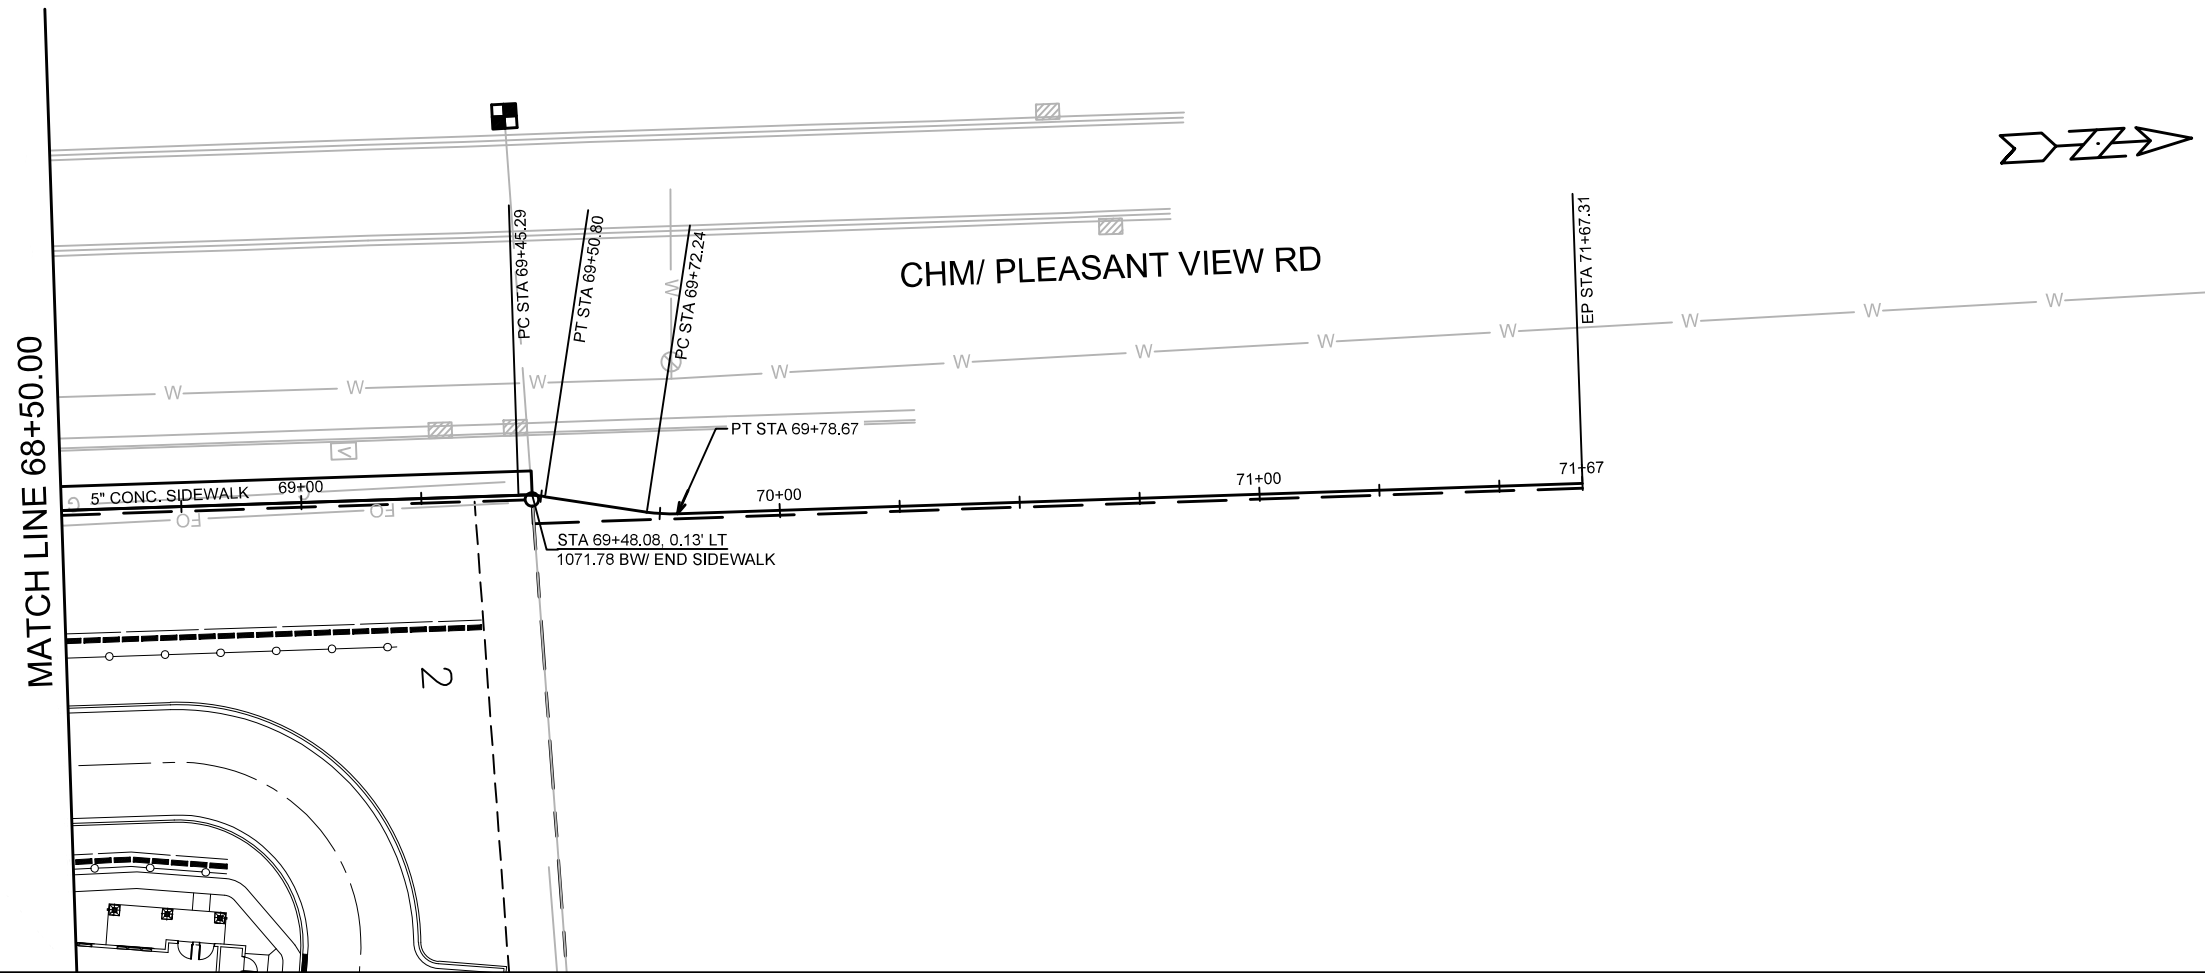 MATCH LINE 68+50.00
PC STA 69+45.29
PT STA 69+50.80
PC STA 69+72.24
CHM/ PLEASANT VIEW RD
EP STA 71+67.31
W
W W W W W W W W W W W
PT STA 69+78.67
V
5" CONC. SIDEWALK
69+00
70+00
71+00
71+67
G
G
FO
FO
STA 69+48.08, 0.13' LT
1071.78 BW/ END SIDEWALK
2